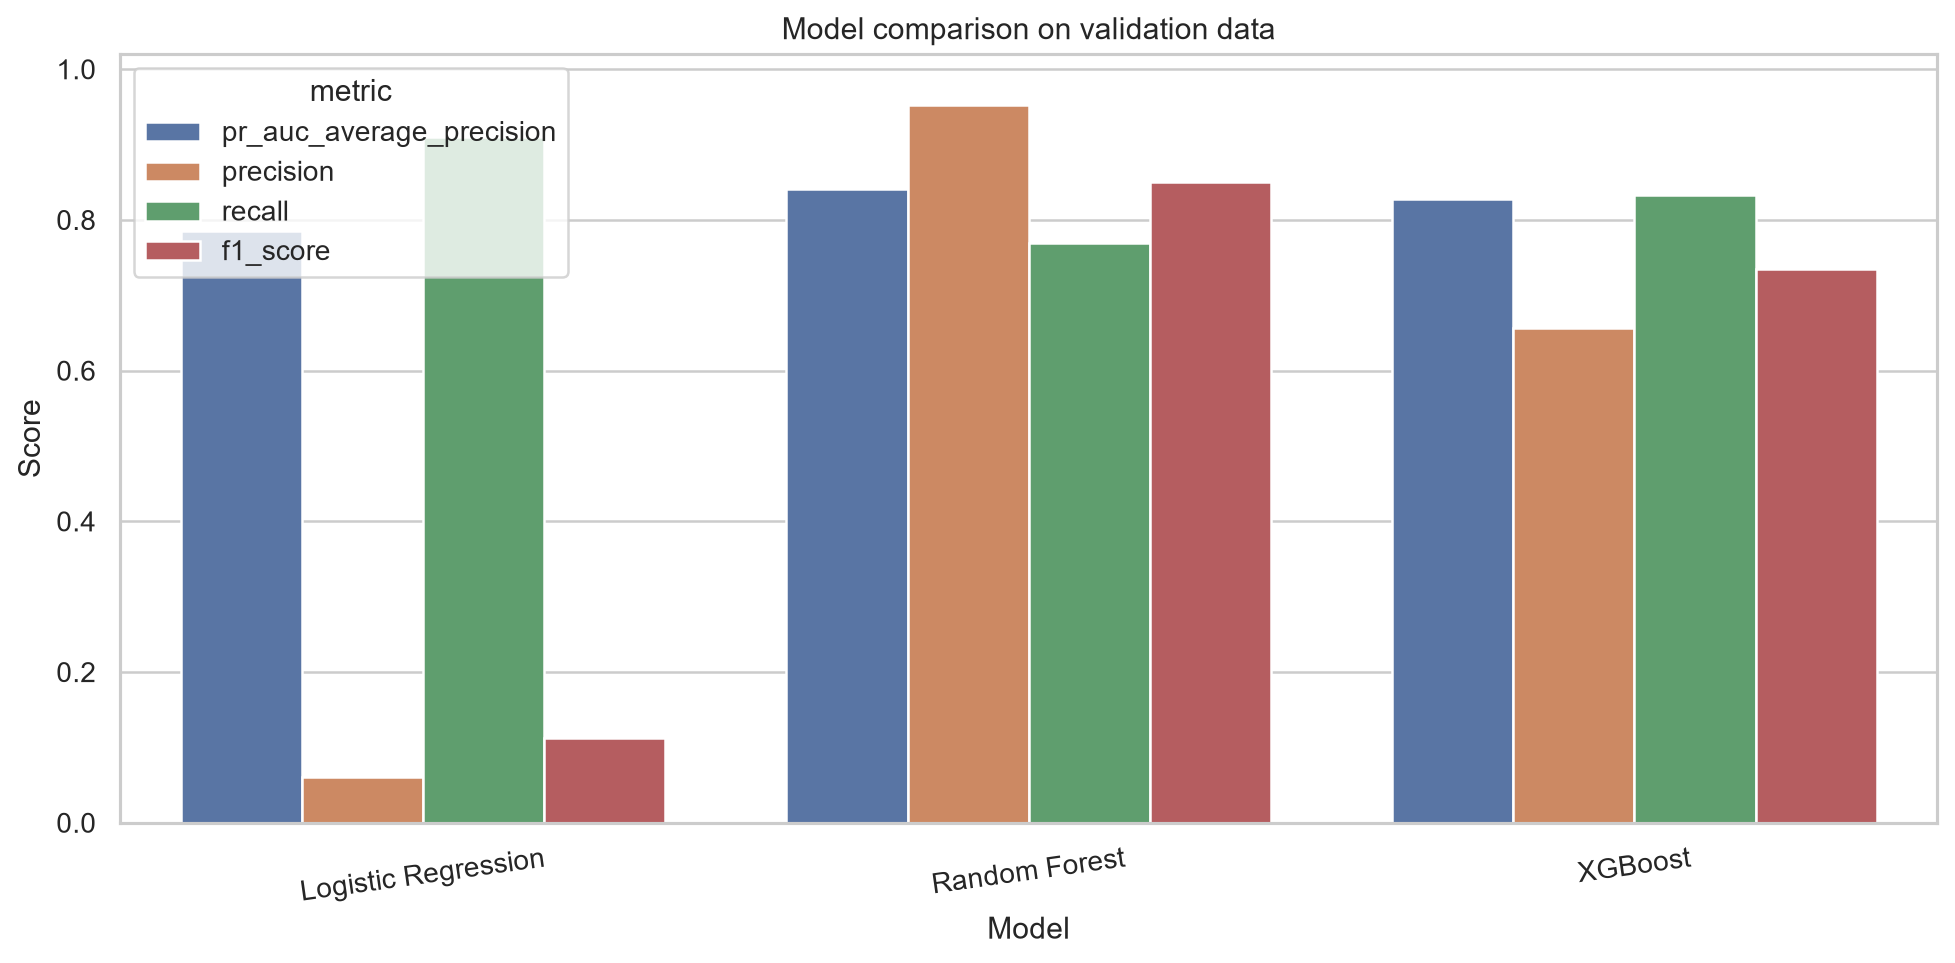 Model comparison on validation data
1.0
0.8
0.6
0.4
0.2
0.0
Score
metric
pr_auc_average_precision
precision
recall
f1_score
Logistic Regression
Random Forest
XGBoost
Model